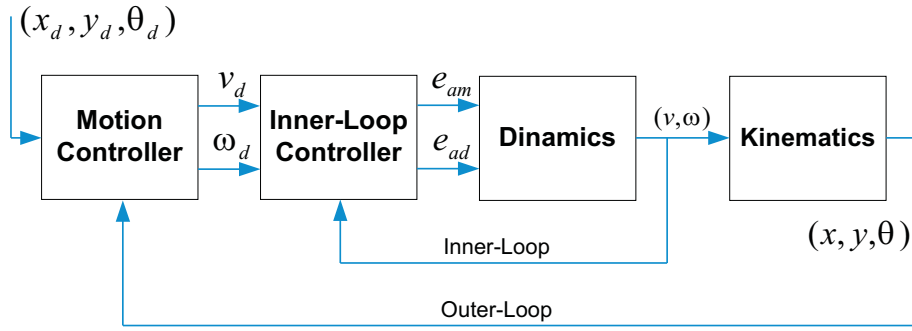 (x_d, y_d, θ_d)
Motion
Controller
v_d
ω_d
Inner-Loop
Controller
e_am
e_ad
Dinamics
(v,ω)
Kinematics
(x, y, θ)
Inner-Loop
Outer-Loop